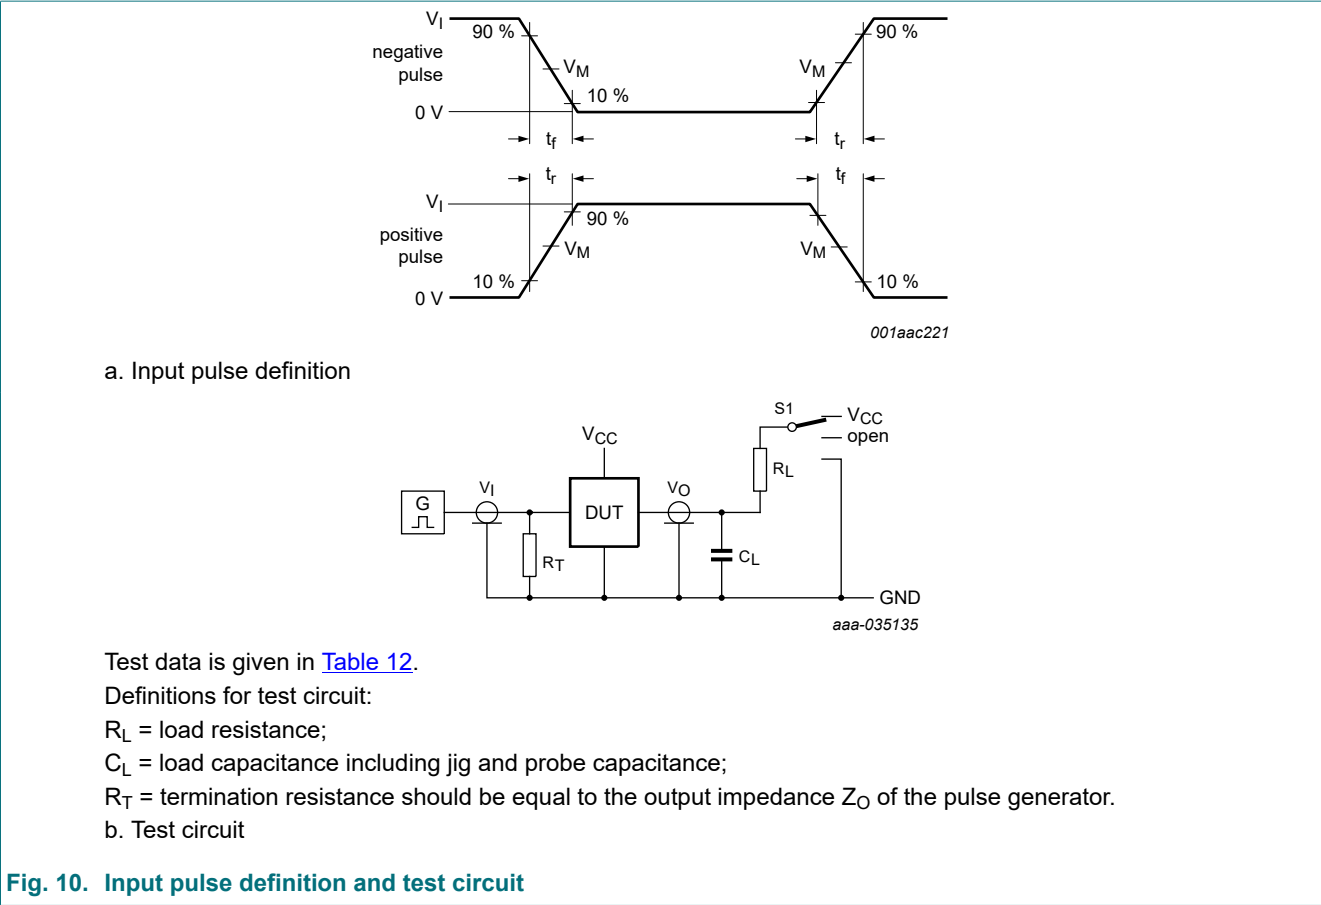 VI
90 %
90 %
negative
pulse
VM
VM
10 %
0 V
tf
tr
tr
tf
VI
90 %
positive
pulse
VM
VM
10 %
10 %
0 V
001aac221
a. Input pulse definition
S1
VCC
open
VCC
RL
VI
VO
G
DUT
RT
CL
GND
aaa-035135
Test data is given in Table 12.
Definitions for test circuit:
RL = load resistance;
CL = load capacitance including jig and probe capacitance;
RT = termination resistance should be equal to the output impedance ZO of the pulse generator.
b. Test circuit
Fig. 10. Input pulse definition and test circuit